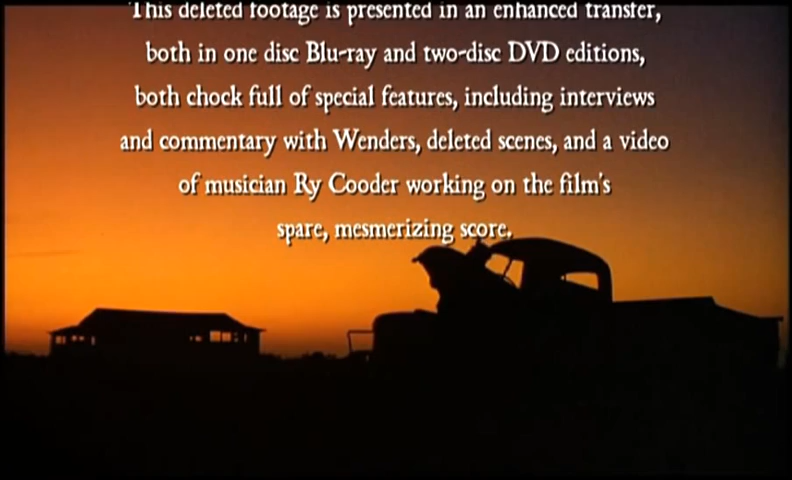 This deleted footage is presented in an enhanced transfer,
both in one disc Blu-ray and two-disc DVD editions,
both chock full of special features, including interviews
and commentary with Wenders, deleted scenes, and a video
of musician Ry Cooder working on the film's
spare, mesmerizing score.